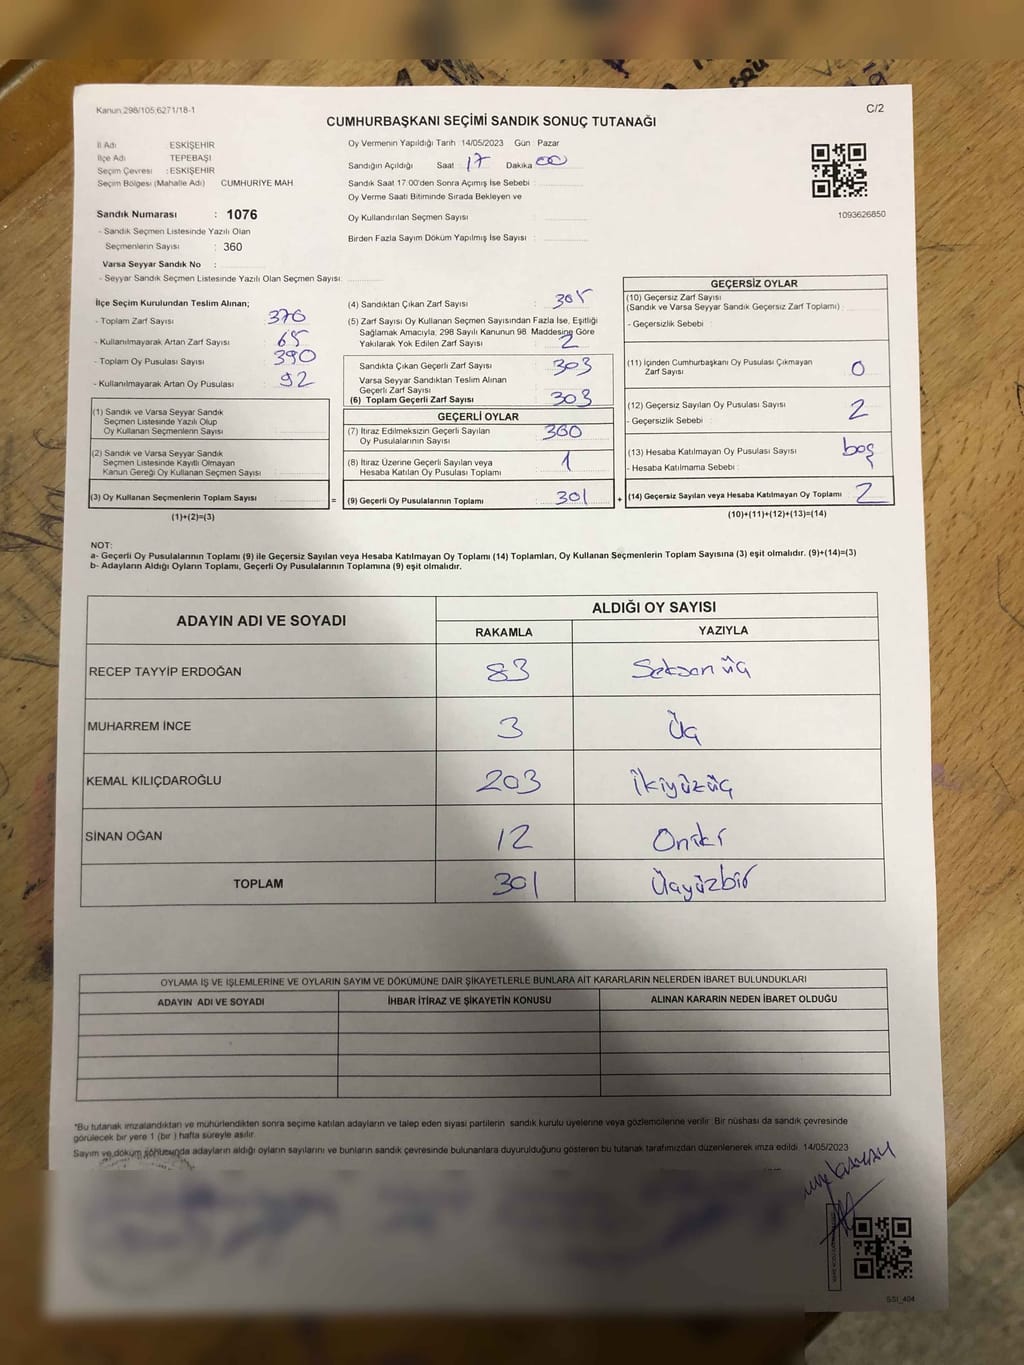 Kanun 298/105;6271/18-1
C/2
CUMHURBAŞKANI SEÇİMİ SANDIK SONUÇ TUTANAĞI
İl Adı : ESKİŞEHİR
İlçe Adı : TEPEBAŞI
Seçim Çevresi : ESKİŞEHİR
Seçim Bölgesi (Mahalle Adı) CUMHURİYE MAH
Sandık Numarası : 1076
- Sandık Seçmen Listesinde Yazılı Olan
Seçmenlerin Sayısı : 360
Varsa Seyyar Sandık No :
- Seyyar Sandık Seçmen Listesinde Yazılı Olan Seçmen Sayısı:
Oy Vermenin Yapıldığı Tarih :14/05/2023 Gün : Pazar
Sandığın Açıldığı Saat : 17 Dakika : 00
Sandık Saat 17:00'den Sonra Açımış İse Sebebi :
Oy Verme Saati Bitiminde Sırada Bekleyen ve
Oy Kullandırılan Seçmen Sayısı :
Birden Fazla Sayım Döküm Yapılmış İse Sayısı :
1093626850
İlçe Seçim Kurulundan Teslim Alınan;
- Toplam Zarf Sayısı : 370
- Kullanılmayarak Artan Zarf Sayısı : 65
- Toplam Oy Pusulası Sayısı : 390
- Kullanılmayarak Artan Oy Pusulası : 92
(1) Sandık ve Varsa Seyyar Sandık
Seçmen Listesinde Yazılı Olup
Oy Kullanan Seçmenlerin Sayısı :
(2) Sandık ve Varsa Seyyar Sandık
Seçmen Listesinde Kayıtlı Olmayan
Kanun Gereği Oy Kullanan Seçmen Sayısı :
(3) Oy Kullanan Seçmenlerin Toplam Sayısı :
(1)+(2)=(3)
=
(4) Sandıktan Çıkan Zarf Sayısı : 305
(5) Zarf Sayısı Oy Kullanan Seçmen Sayısından Fazla İse, Eşitliği
Sağlamak Amacıyla, 298 Sayılı Kanunun 98. Maddesine Göre
Yakılarak Yok Edilen Zarf Sayısı : 2
Sandıkta Çıkan Geçerli Zarf Sayısı : 303
Varsa Seyyar Sandıktan Teslim Alınan
Geçerli Zarf Sayısı :
(6) Toplam Geçerli Zarf Sayısı : 303
GEÇERLİ OYLAR
(7) İtiraz Edilmeksizin Geçerli Sayılan
Oy Pusulalarının Sayısı : 300
(8) İtiraz Üzerine Geçerli Sayılan veya
Hesaba Katılan Oy Pusulası Toplamı : 1
(9) Geçerli Oy Pusulalarının Toplamı : 301
+
GEÇERSİZ OYLAR
(10) Geçersiz Zarf Sayısı
(Sandık ve Varsa Seyyar Sandık Geçersiz Zarf Toplamı) :
- Geçersizlik Sebebi :
(11) İçinden Cumhurbaşkanı Oy Pusulası Çıkmayan
Zarf Sayısı : 0
(12) Geçersiz Sayılan Oy Pusulası Sayısı : 2
- Geçersizlik Sebebi :
(13) Hesaba Katılmayan Oy Pusulası Sayısı : boş
- Hesaba Katılmama Sebebi :
(14) Geçersiz Sayılan veya Hesaba Katılmayan Oy Toplamı : 2
(10)+(11)+(12)+(13)=(14)
NOT:
a- Geçerli Oy Pusulalarının Toplamı (9) ile Geçersiz Sayılan veya Hesaba Katılmayan Oy Toplamı (14) Toplamları, Oy Kullanan Seçmenlerin Toplam Sayısına (3) eşit olmalıdır. (9)+(14)=(3)
b- Adayların Aldığı Oyların Toplamı, Geçerli Oy Pusulalarının Toplamına (9) eşit olmalıdır.
ADAYIN ADI VE SOYADI ALDIĞI OY SAYISI
RAKAMLA YAZIYLA
RECEP TAYYİP ERDOĞAN 83 Seksen üç
MUHARREM İNCE 3 Üç
KEMAL KILIÇDAROĞLU 203 İkiyüzüç
SİNAN OĞAN 12 Oniki
TOPLAM 301 Üçyüzbir
OYLAMA İŞ VE İŞLEMLERİNE VE OYLARIN SAYIM VE DÖKÜMÜNE DAİR ŞİKAYETLERLE BUNLARA AİT KARARLARIN NELERDEN İBARET BULUNDUKLARI
ADAYIN ADI VE SOYADI İHBAR İTİRAZ VE ŞİKAYETİN KONUSU ALINAN KARARIN NEDEN İBARET OLDUĞU
*Bu tutanak imzalandıktan ve mühürlendikten sonra seçime katılan adayların ve talep eden siyasi partilerin sandık kurulu üyelerine veya gözlemcilerine verilir. Bir nüshası da sandık çevresinde
görülecek bir yere 1 (bir ) hafta süreyle asılır.
Sayım ve döküm sonucunda adayların aldığı oyların sayılarını ve bunların sandık çevresinde bulunanlara duyurulduğunu gösteren bu tutanak tarafımızdan düzenlenerek imza edildi. 14/05/2023
SSI_404